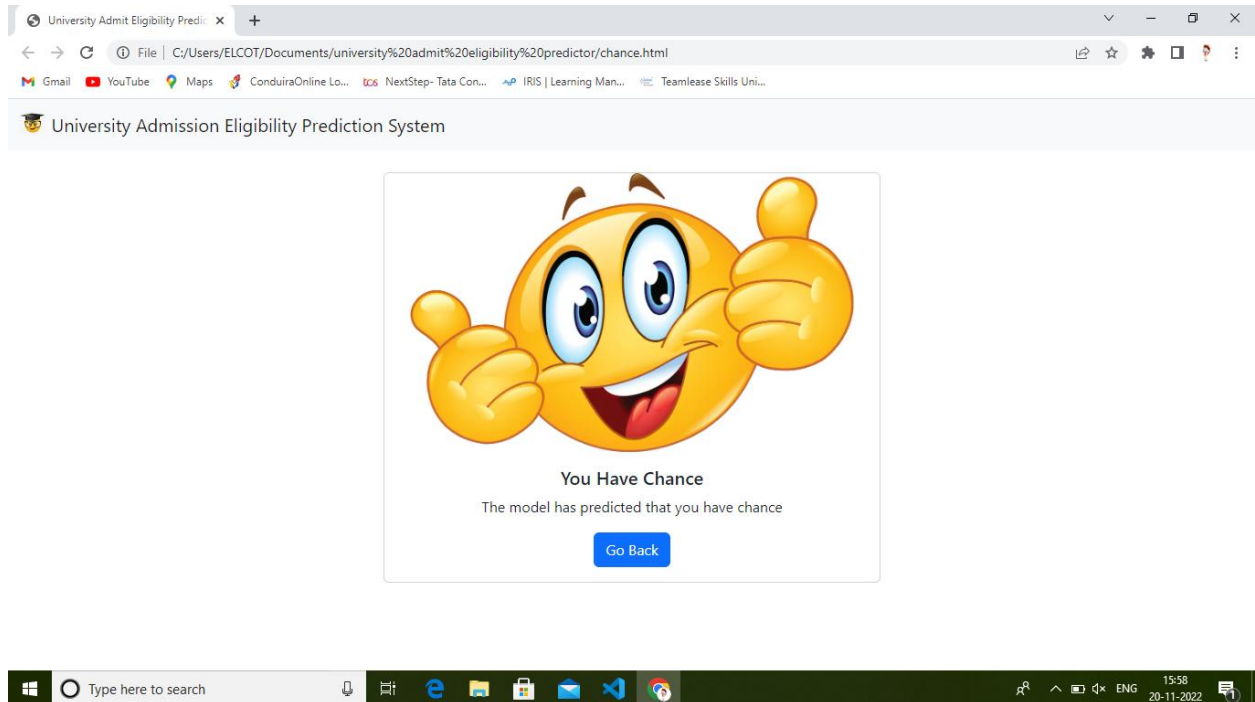 University Admit Eligibility Predic
File | C:/Users/ELCOT/Documents/university%20admit%20eligibility%20predictor/chance.html
Gmail YouTube Maps ConduiraOnline Lo... tcs NextStep- Tata Con... IRIS | Learning Man... Teamlease Skills Uni...
University Admission Eligibility Prediction System
You Have Chance
The model has predicted that you have chance
Go Back
Type here to search
ENG
15:58
20-11-2022
1